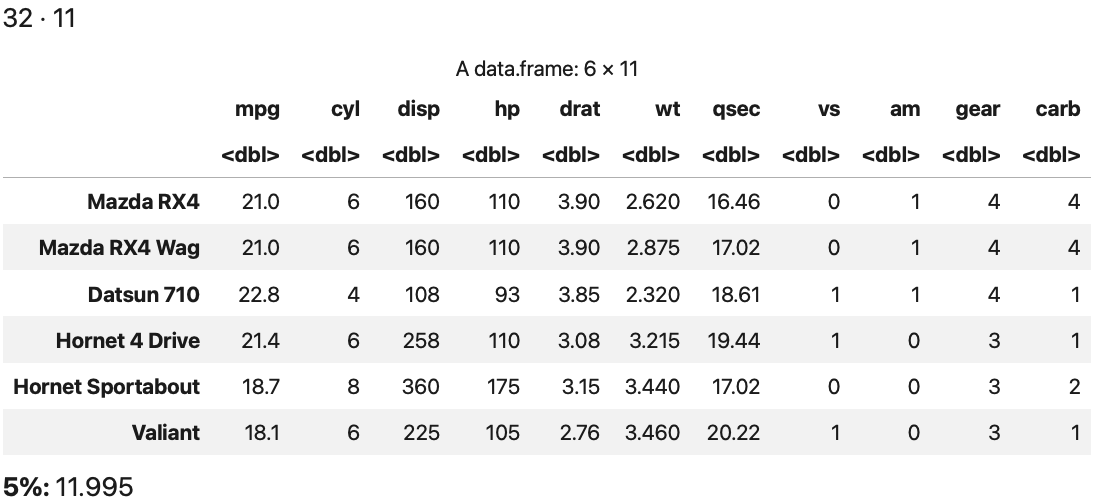 32 · 11
A data.frame: 6 × 11
mpg cyl disp hp drat wt qsec vs am gear carb
<dbl> <dbl> <dbl> <dbl> <dbl> <dbl> <dbl> <dbl> <dbl> <dbl> <dbl>
Mazda RX4 21.0 6 160 110 3.90 2.620 16.46 0 1 4 4
Mazda RX4 Wag 21.0 6 160 110 3.90 2.875 17.02 0 1 4 4
Datsun 710 22.8 4 108 93 3.85 2.320 18.61 1 1 4 1
Hornet 4 Drive 21.4 6 258 110 3.08 3.215 19.44 1 0 3 1
Hornet Sportabout 18.7 8 360 175 3.15 3.440 17.02 0 0 3 2
Valiant 18.1 6 225 105 2.76 3.460 20.22 1 0 3 1
5%: 11.995